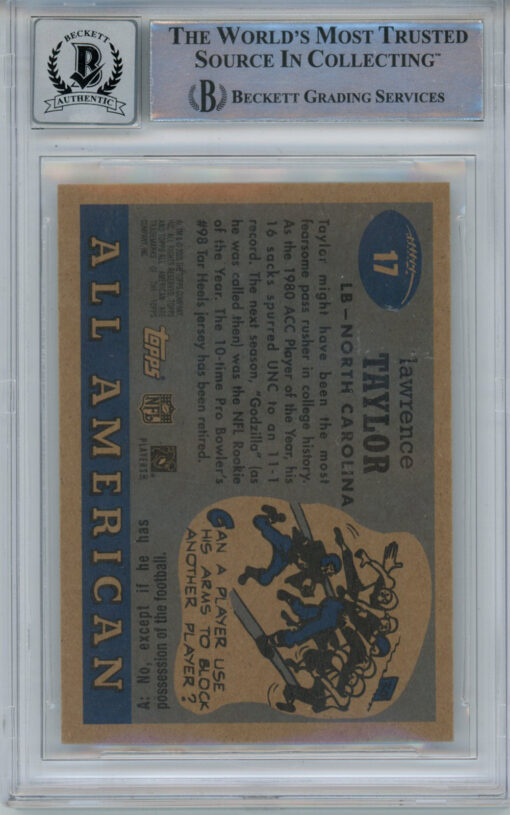 BECKETT
AUTHENTIC
THE WORLD'S MOST TRUSTED
SOURCE IN COLLECTING™
BECKETT GRADING SERVICES
17
lawrence
TAYLOR
LB – NORTH CAROLINA
Taylor might have been the most
fearsome pass rusher in college history.
As the 1980 ACC Player of the Year, his
16 sacks spurred UNC to an 11-1
record. The next season, "Godzilla" (as
he was called then) was the NFL Rookie
of the Year. The 10-time Pro Bowler's
#98 Tar Heels jersey has been retired.
topps
NFL
PLAYERS
CAN A PLAYER USE
HIS ARMS TO BLOCK
ANOTHER PLAYER?
A: No, except if he has
possession of the football.
ALL AMERICAN